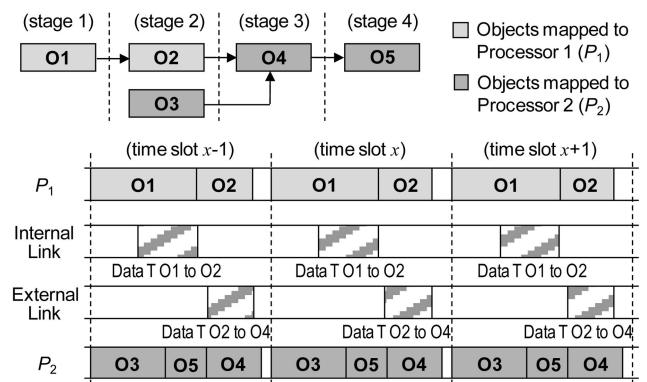 (stage 1) (stage 2) (stage 3) (stage 4)
O1 O2 O4 O5
O3
Objects mapped to
Processor 1 (P1)
Objects mapped to
Processor 2 (P2)
(time slot x-1) (time slot x) (time slot x+1)
P1 O1 O2 O1 O2 O1 O2
Internal
Link
Data T O1 to O2 Data T O1 to O2 Data T O1 to O2
External
Link
Data T O2 to O4 Data T O2 to O4 Data T O2 to O4
P2 O3 O5 O4 O3 O5 O4 O3 O5 O4